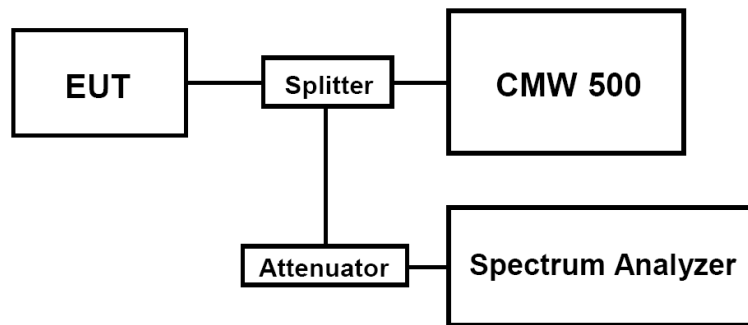 EUT
Splitter
CMW 500
Attenuator
Spectrum Analyzer